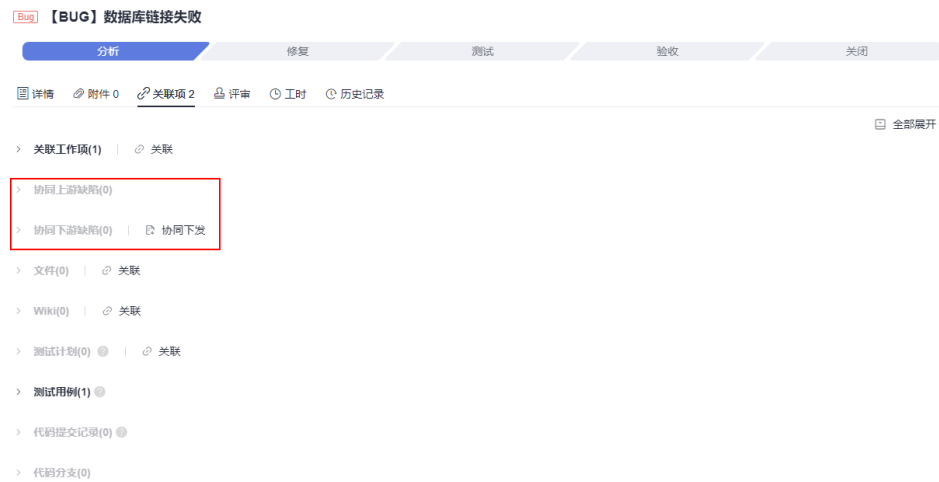 Bug 【BUG】数据库链接失败
分析 修复 测试 验收 关闭
详情 附件 0 关联项 2 评审 工时 历史记录
全部展开
关联工作项(1) 关联
协同上游缺陷(0)
协同下游缺陷(0) 协同下发
文件(0) 关联
Wiki(0) 关联
测试计划(0) ? 关联
测试用例(1) ?
代码提交记录(0) ?
代码分支(0)